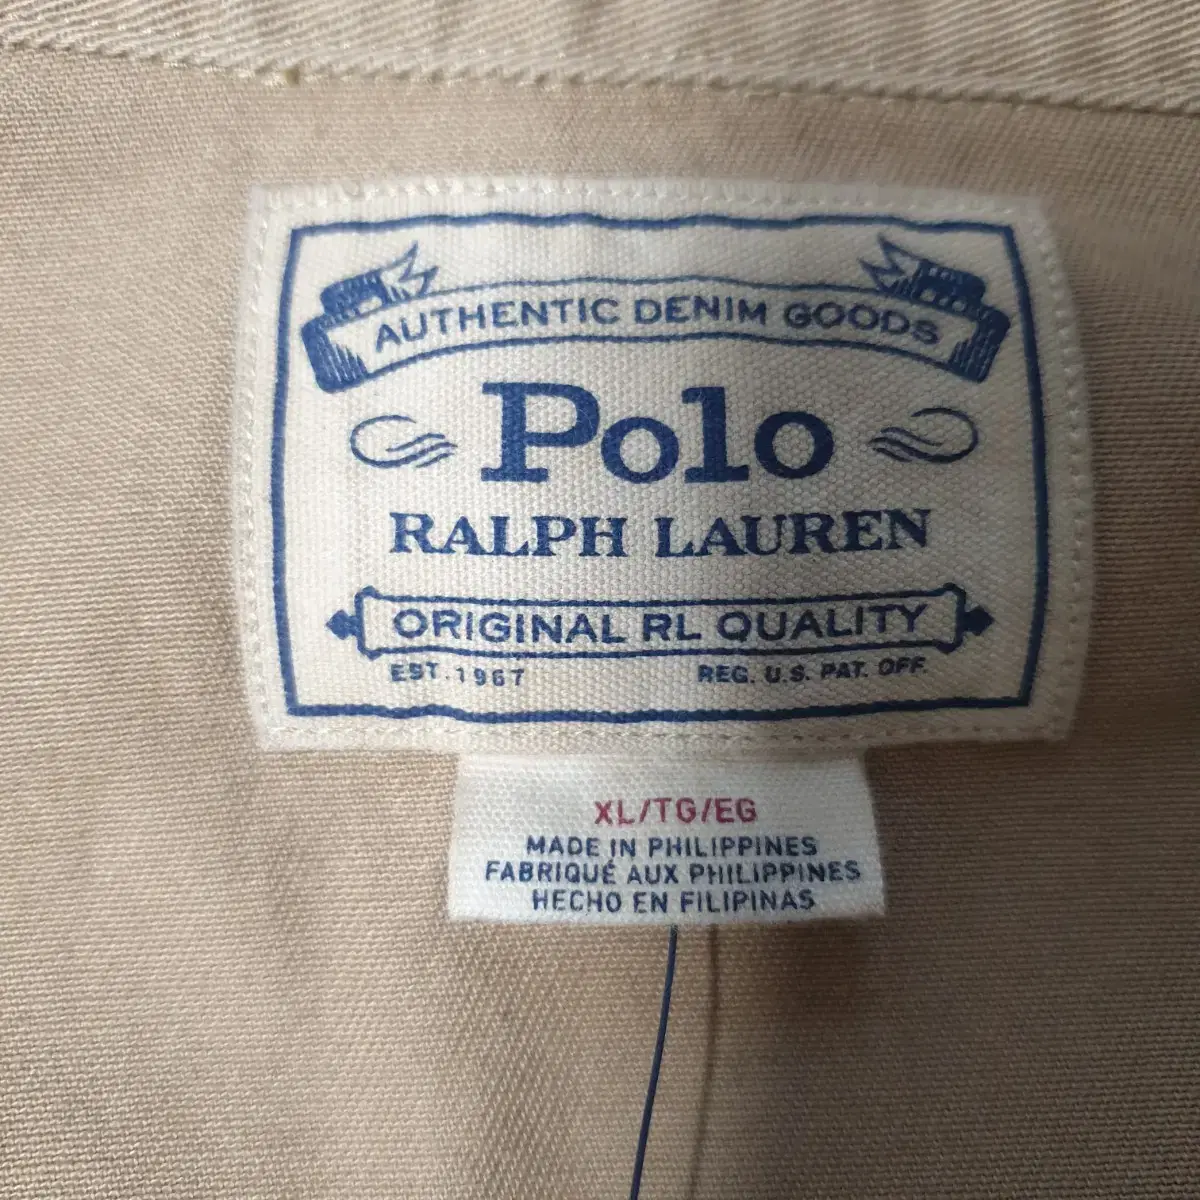 AUTHENTIC DENIM GOODS
Polo
RALPH LAUREN
ORIGINAL RL QUALITY
EST. 1967 REG. U.S. PAT. OFF.
XL/TG/EG
MADE IN PHILIPPINES
FABRIQUÉ AUX PHILIPPINES
HECHO EN FILIPINAS